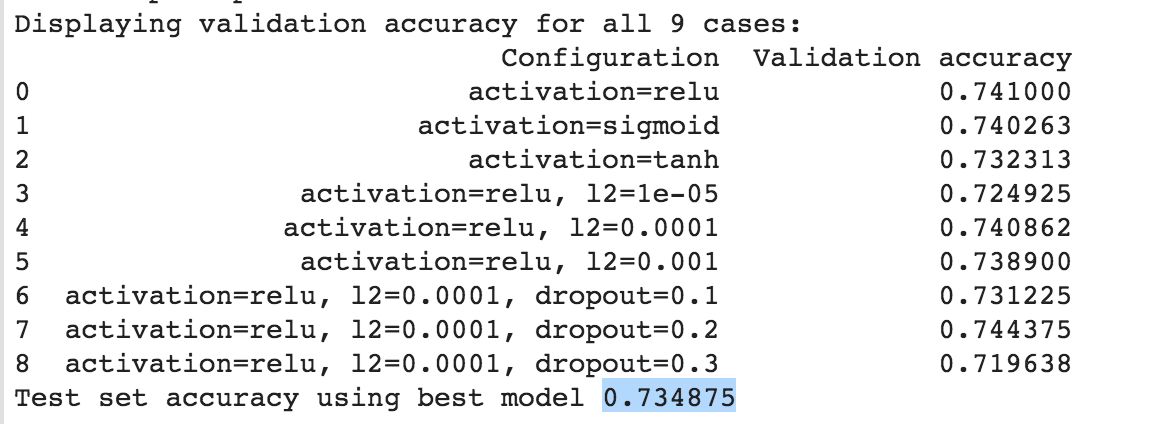 Displaying validation accuracy for all 9 cases:
Configuration Validation accuracy
0 activation=relu 0.741000
1 activation=sigmoid 0.740263
2 activation=tanh 0.732313
3 activation=relu, l2=1e-05 0.724925
4 activation=relu, l2=0.0001 0.740862
5 activation=relu, l2=0.001 0.738900
6 activation=relu, l2=0.0001, dropout=0.1 0.731225
7 activation=relu, l2=0.0001, dropout=0.2 0.744375
8 activation=relu, l2=0.0001, dropout=0.3 0.719638
Test set accuracy using best model 0.734875